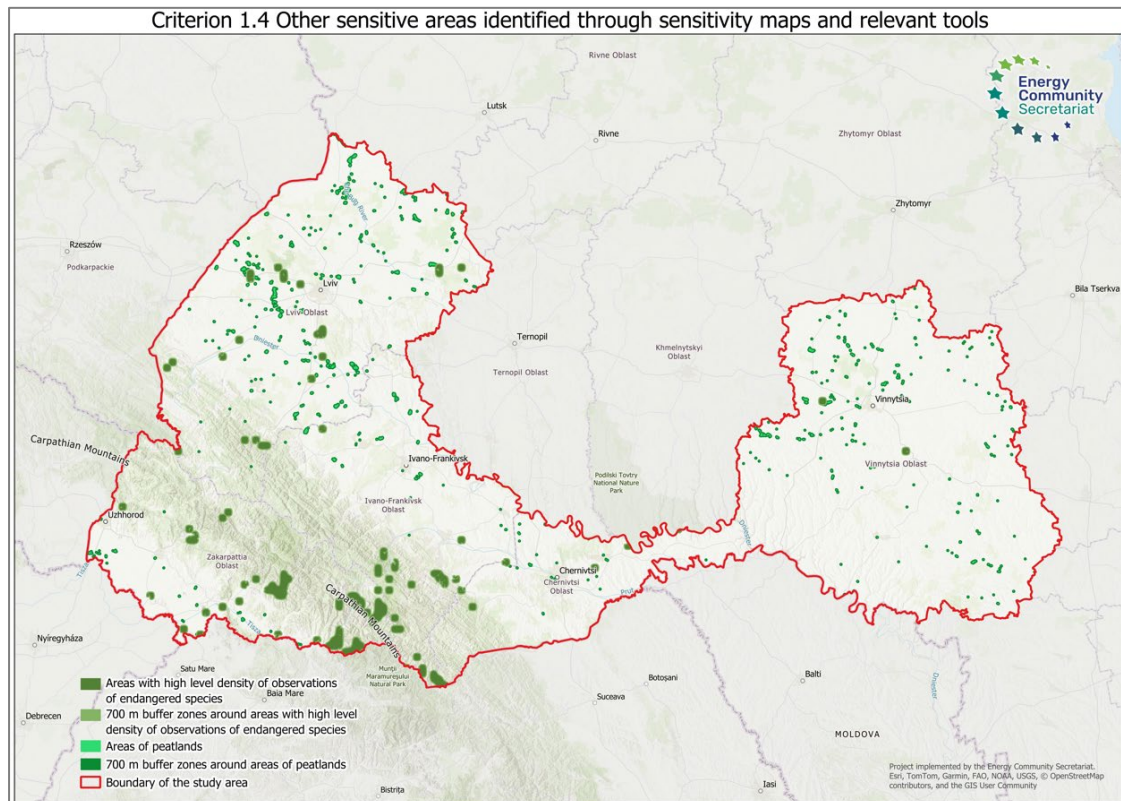 Criterion 1.4 Other sensitive areas identified through sensitivity maps and relevant tools
Energy
Community
Secretariat
Rivne Oblast
Lutsk
Rivne
Zhytomyr Oblast
Zhytomyr
Rzeszów
Podkarpackie
Lviv
Lviv Oblast
Bila Tserkva
Dniester
Ternopil
Khmelnytskyi
Oblast
Ternopil Oblast
Vinnytsia
Carpathian Mountains
Ivano-Frankivsk
Vinnytsia Oblast
Podilski Tovtry
National Nature
Park
Ivano-Frankivsk
Oblast
Uzhhorod
Dniester
Zakarpattia
Oblast
Tisza
Chernivtsi
Chernivtsi
Oblast
Prut
Carpathian Mountains
Tisza
Nyíregyháza
Satu Mare
Munții
Maramureșului
Natural Park
Botoșani
Balti
Dniester
Suceava
Baia Mare
Debrecen
MOLDOVA
Iasi
Bistrița
Areas with high level density of observations
of endangered species
700 m buffer zones around areas with high level
density of observations of endangered species
Areas of peatlands
700 m buffer zones around areas of peatlands
Boundary of the study area
Project implemented by the Energy Community Secretariat.
Esri, TomTom, Garmin, FAO, NOAA, USGS, © OpenStreetMap
contributors, and the GIS User Community